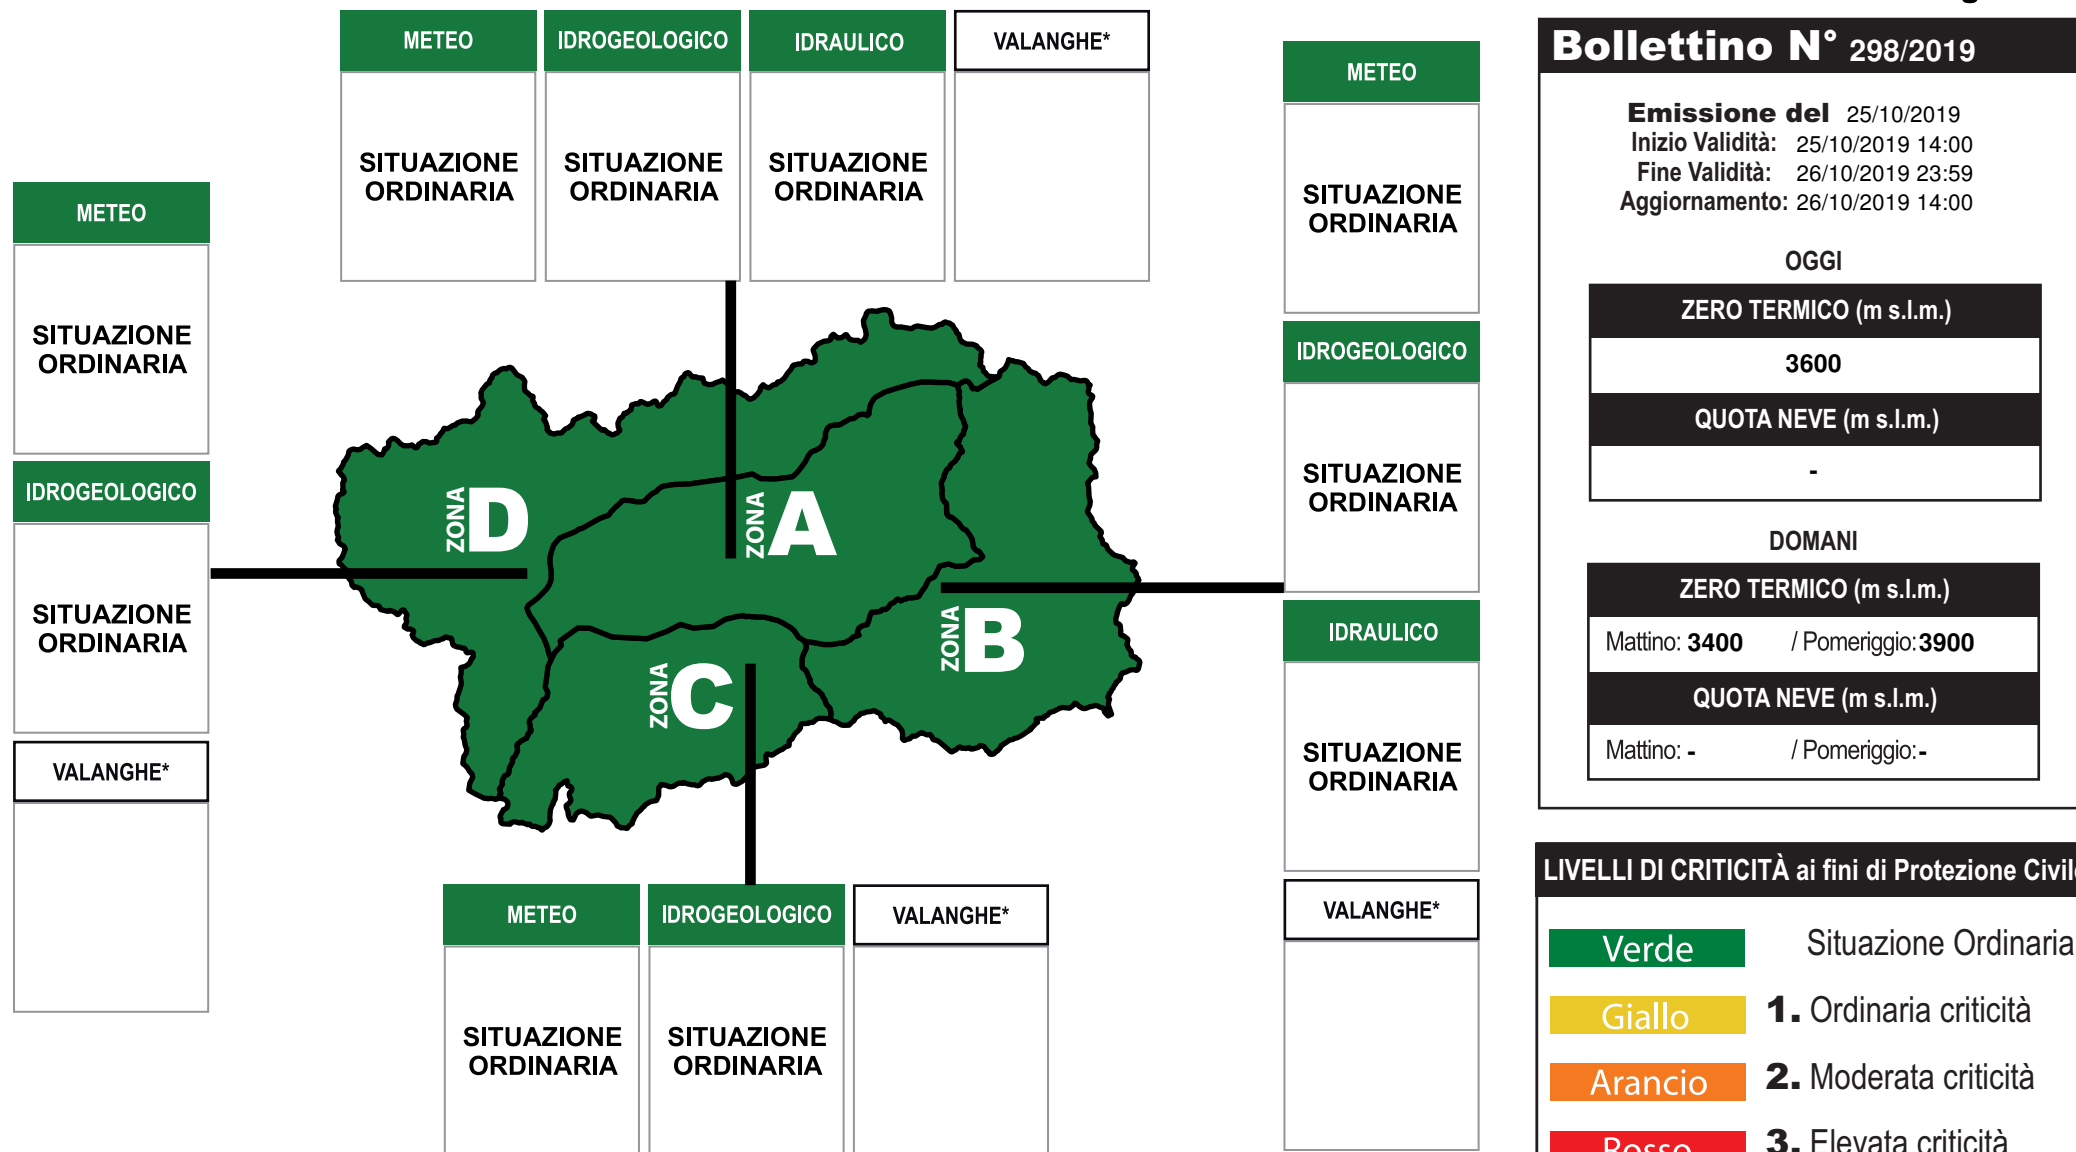 METEO
IDROGEOLOGICO
IDRAULICO
VALANGHE*
SITUAZIONE
ORDINARIA
SITUAZIONE
ORDINARIA
SITUAZIONE
ORDINARIA
METEO
SITUAZIONE
ORDINARIA
IDROGEOLOGICO
SITUAZIONE
ORDINARIA
VALANGHE*
ZONA D
ZONA A
ZONA B
ZONA C
METEO
SITUAZIONE
ORDINARIA
IDROGEOLOGICO
SITUAZIONE
ORDINARIA
IDRAULICO
SITUAZIONE
ORDINARIA
VALANGHE*
METEO
IDROGEOLOGICO
VALANGHE*
SITUAZIONE
ORDINARIA
SITUAZIONE
ORDINARIA
Bollettino N° 298/2019
Emissione del 25/10/2019
Inizio Validità: 25/10/2019 14:00
Fine Validità: 26/10/2019 23:59
Aggiornamento: 26/10/2019 14:00
OGGI
ZERO TERMICO (m s.l.m.)
3600
QUOTA NEVE (m s.l.m.)
-
DOMANI
ZERO TERMICO (m s.l.m.)
Mattino: 3400 / Pomeriggio: 3900
QUOTA NEVE (m s.l.m.)
Mattino: - / Pomeriggio: -
LIVELLI DI CRITICITÀ ai fini di Protezione Civile
Verde Situazione Ordinaria
Giallo 1. Ordinaria criticità
Arancio 2. Moderata criticità
Rosso 3. Elevata criticità